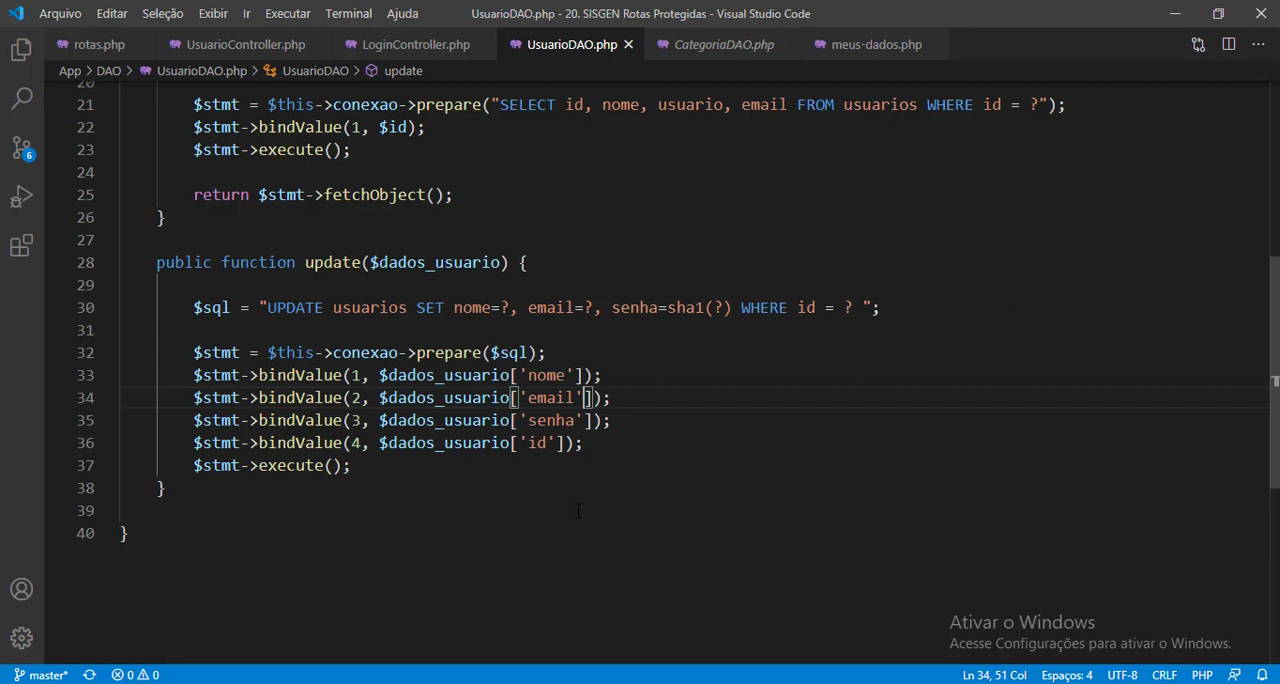 Arquivo Editar Seleção Exibir Ir Executar Terminal Ajuda UsuarioDAO.php - 20. SISGEN Rotas Protegidas - Visual Studio Code
rotas.php UsuarioController.php LoginController.php UsuarioDAO.php CategoriaDAO.php meus-dados.php
App > DAO > UsuarioDAO.php > UsuarioDAO > update
20
21 $stmt = $this->conexao->prepare("SELECT id, nome, usuario, email FROM usuarios WHERE id = ?");
22 $stmt->bindValue(1, $id);
23 $stmt->execute();
24
25 return $stmt->fetchObject();
26 }
27
28 public function update($dados_usuario) {
29
30 $sql = "UPDATE usuarios SET nome=?, email=?, senha=sha1(?) WHERE id = ? ";
31
32 $stmt = $this->conexao->prepare($sql);
33 $stmt->bindValue(1, $dados_usuario['nome']);
34 $stmt->bindValue(2, $dados_usuario['email']);
35 $stmt->bindValue(3, $dados_usuario['senha']);
36 $stmt->bindValue(4, $dados_usuario['id']);
37 $stmt->execute();
38 }
39
40 }
6
Ativar o Windows
Acesse Configurações para ativar o Windows.
master* 0 0 Ln 34, 51 Col Espaços: 4 UTF-8 CRLF PHP